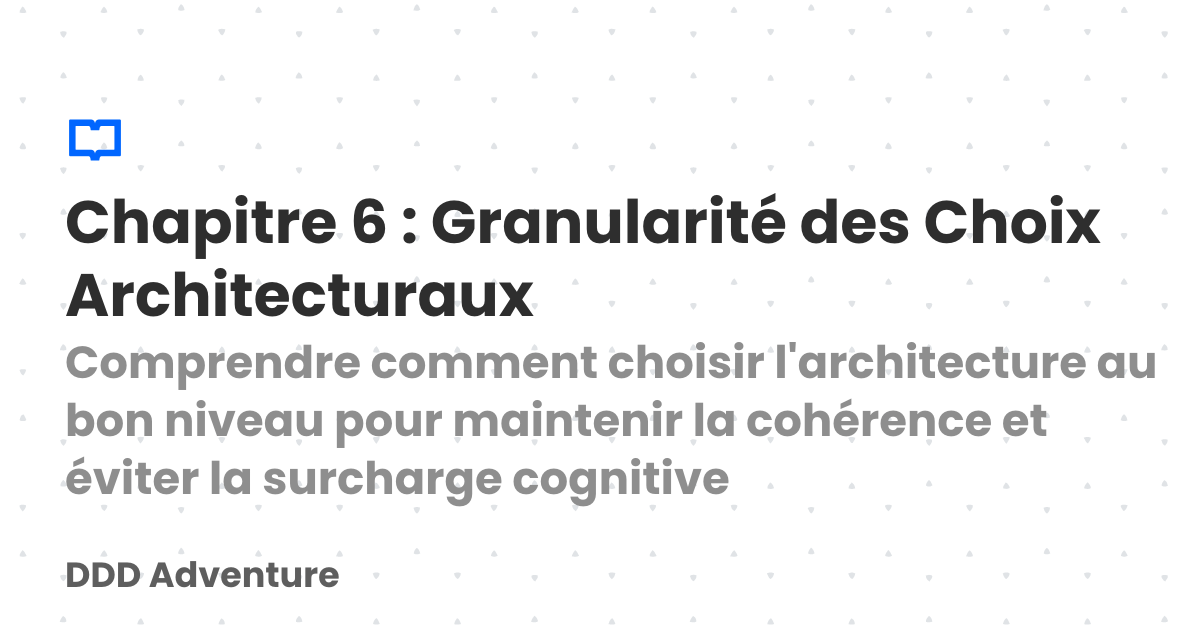 Chapitre 6 : Granularité des Choix
Architecturaux
Comprendre comment choisir l'architecture au
bon niveau pour maintenir la cohérence et
éviter la surcharge cognitive
DDD Adventure